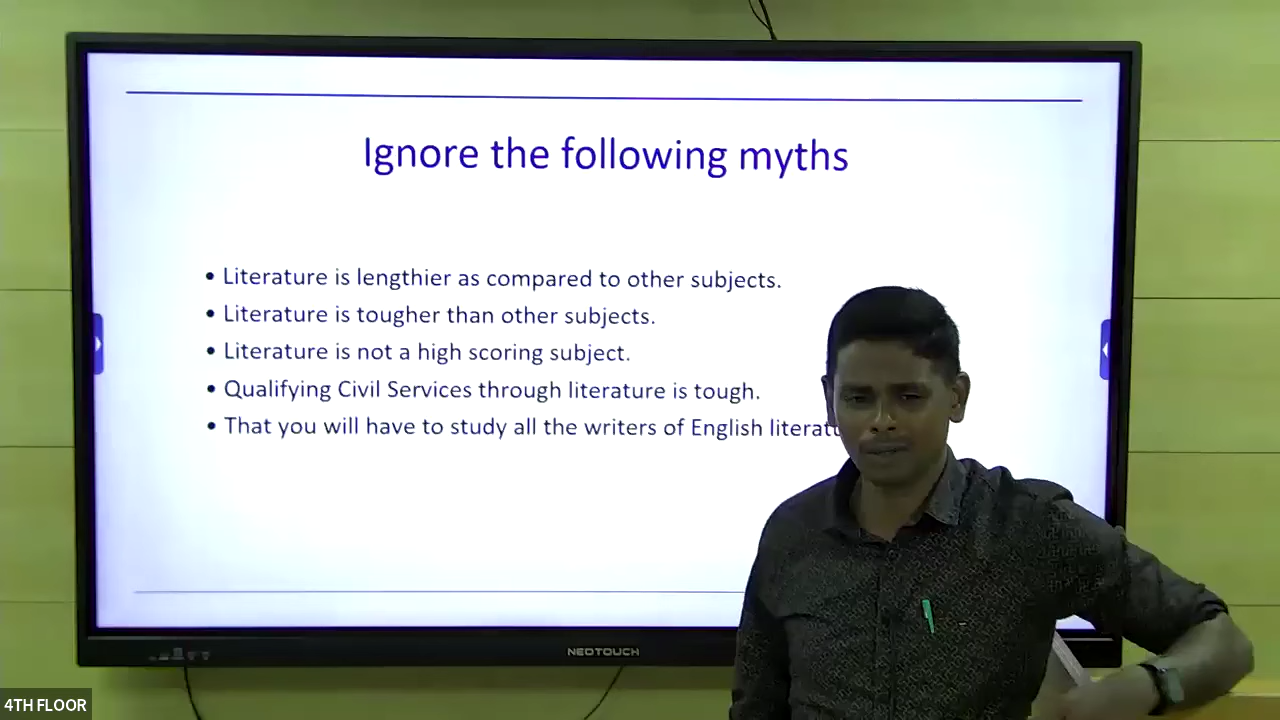 Ignore the following myths
• Literature is lengthier as compared to other subjects.
• Literature is tougher than other subjects.
• Literature is not a high scoring subject.
• Qualifying Civil Services through literature is tough.
• That you will have to study all the writers of English
NEOTOUCH
4TH FLOOR